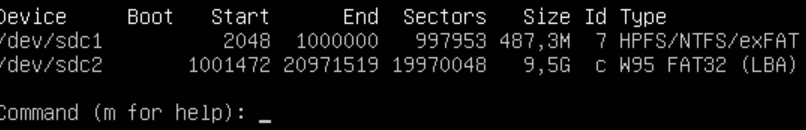 Device Boot Start End Sectors Size Id Type
/dev/sdc1 2048 1000000 997953 487,3M 7 HPFS/NTFS/exFAT
/dev/sdc2 1001472 20971519 19970048 9,5G c W95 FAT32 (LBA)
Command (m for help): _